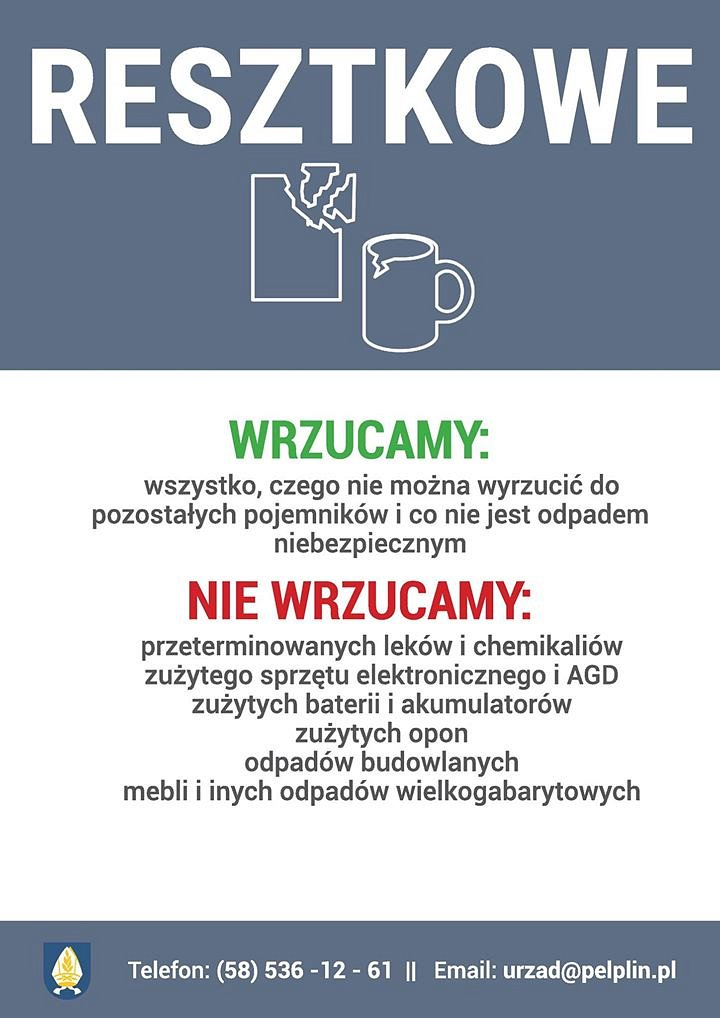 RESZTKOWE
WRZUCAMY:
wszystko, czego nie można wyrzucić do
pozostałych pojemników i co nie jest odpadem
niebezpiecznym
NIE WRZUCAMY:
przeterminowanych leków i chemikaliów
zużytego sprzętu elektronicznego i AGD
zużytych baterii i akumulatorów
zużytych opon
odpadów budowlanych
mebli i inych odpadów wielkogabarytowych
Telefon: (58) 536 -12 - 61 || Email: urzad@pelplin.pl